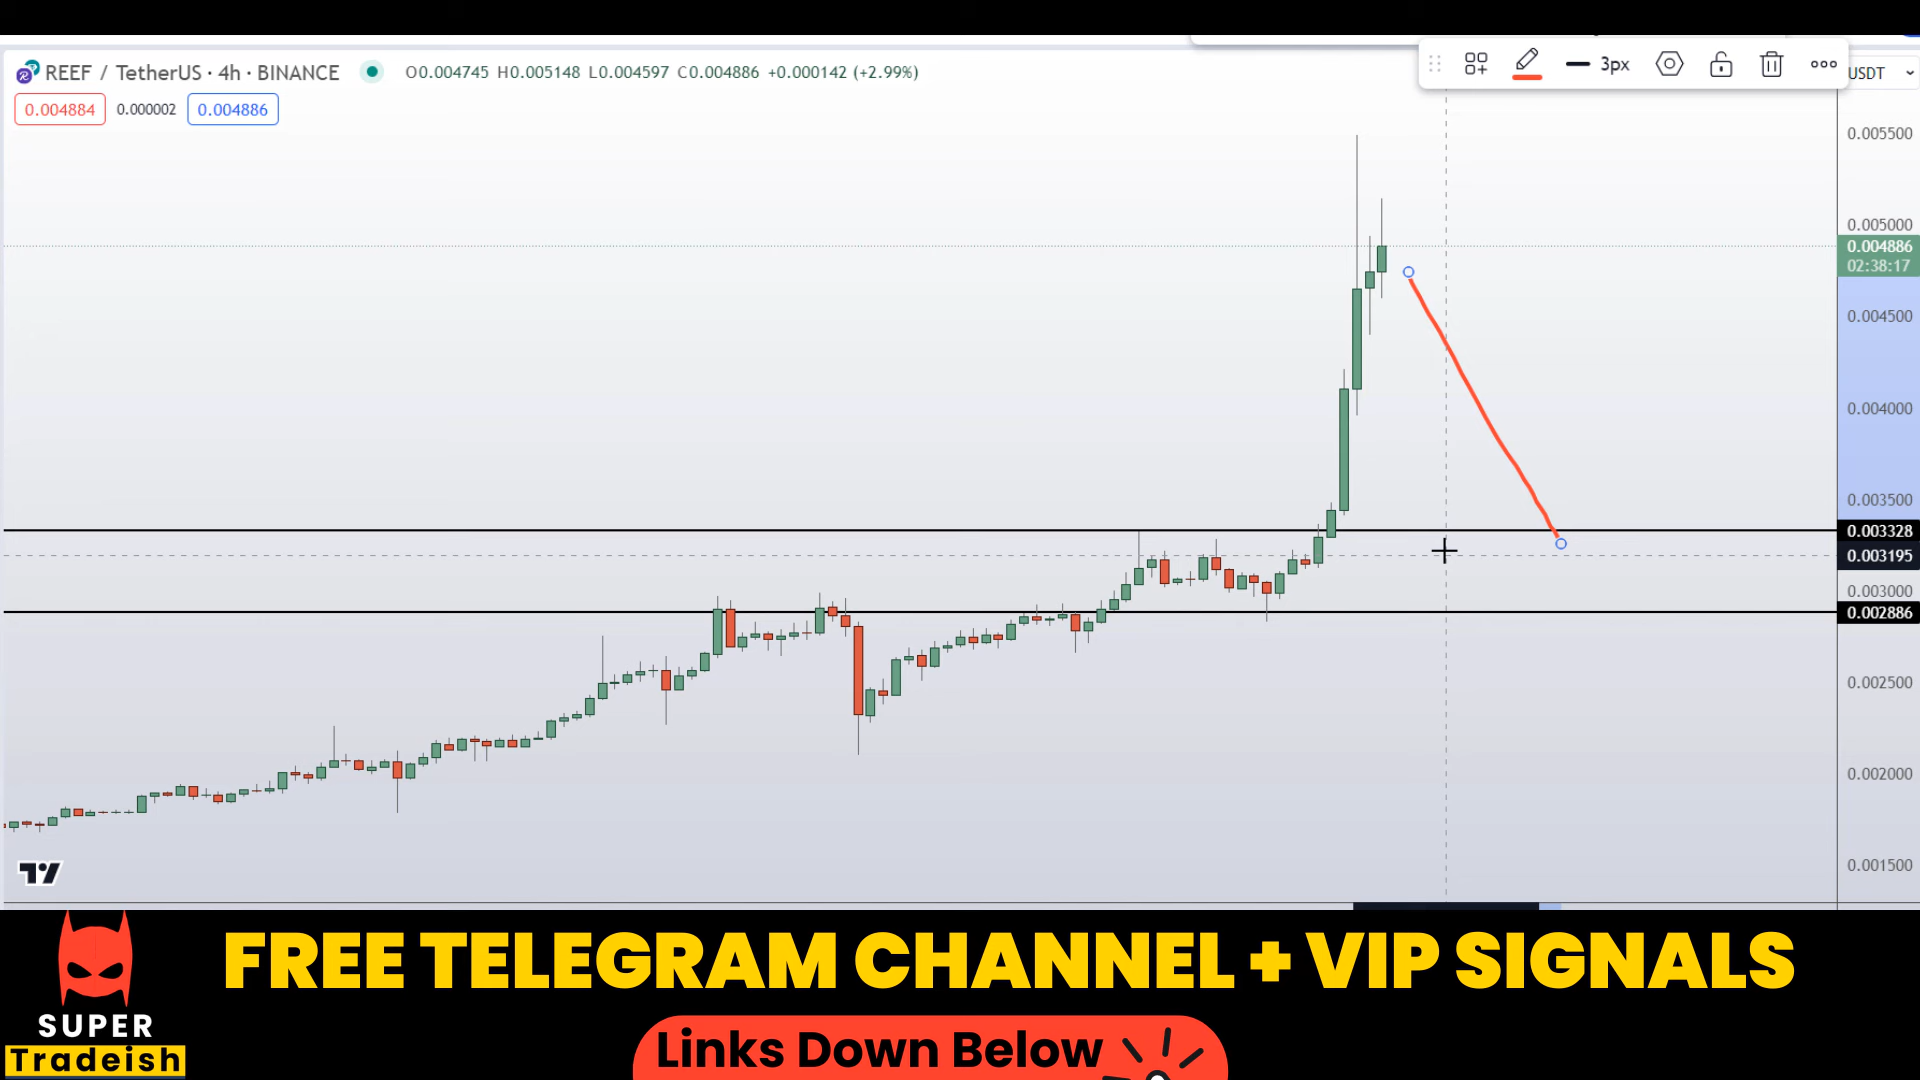 REEF / TetherUS · 4h · BINANCE O0.004745 H0.005148 L0.004597 C0.004886 +0.000142 (+2.99%)
3px
USDT
0.004884 0.000002 0.004886
0.005500
0.005000
0.004886
02:38:17
0.004500
0.004000
0.003500
0.003328
0.003195
0.003000
0.002886
0.002500
0.002000
0.001500
FREE TELEGRAM CHANNEL + VIP SIGNALS
SUPER
Tradeish
Links Down Below